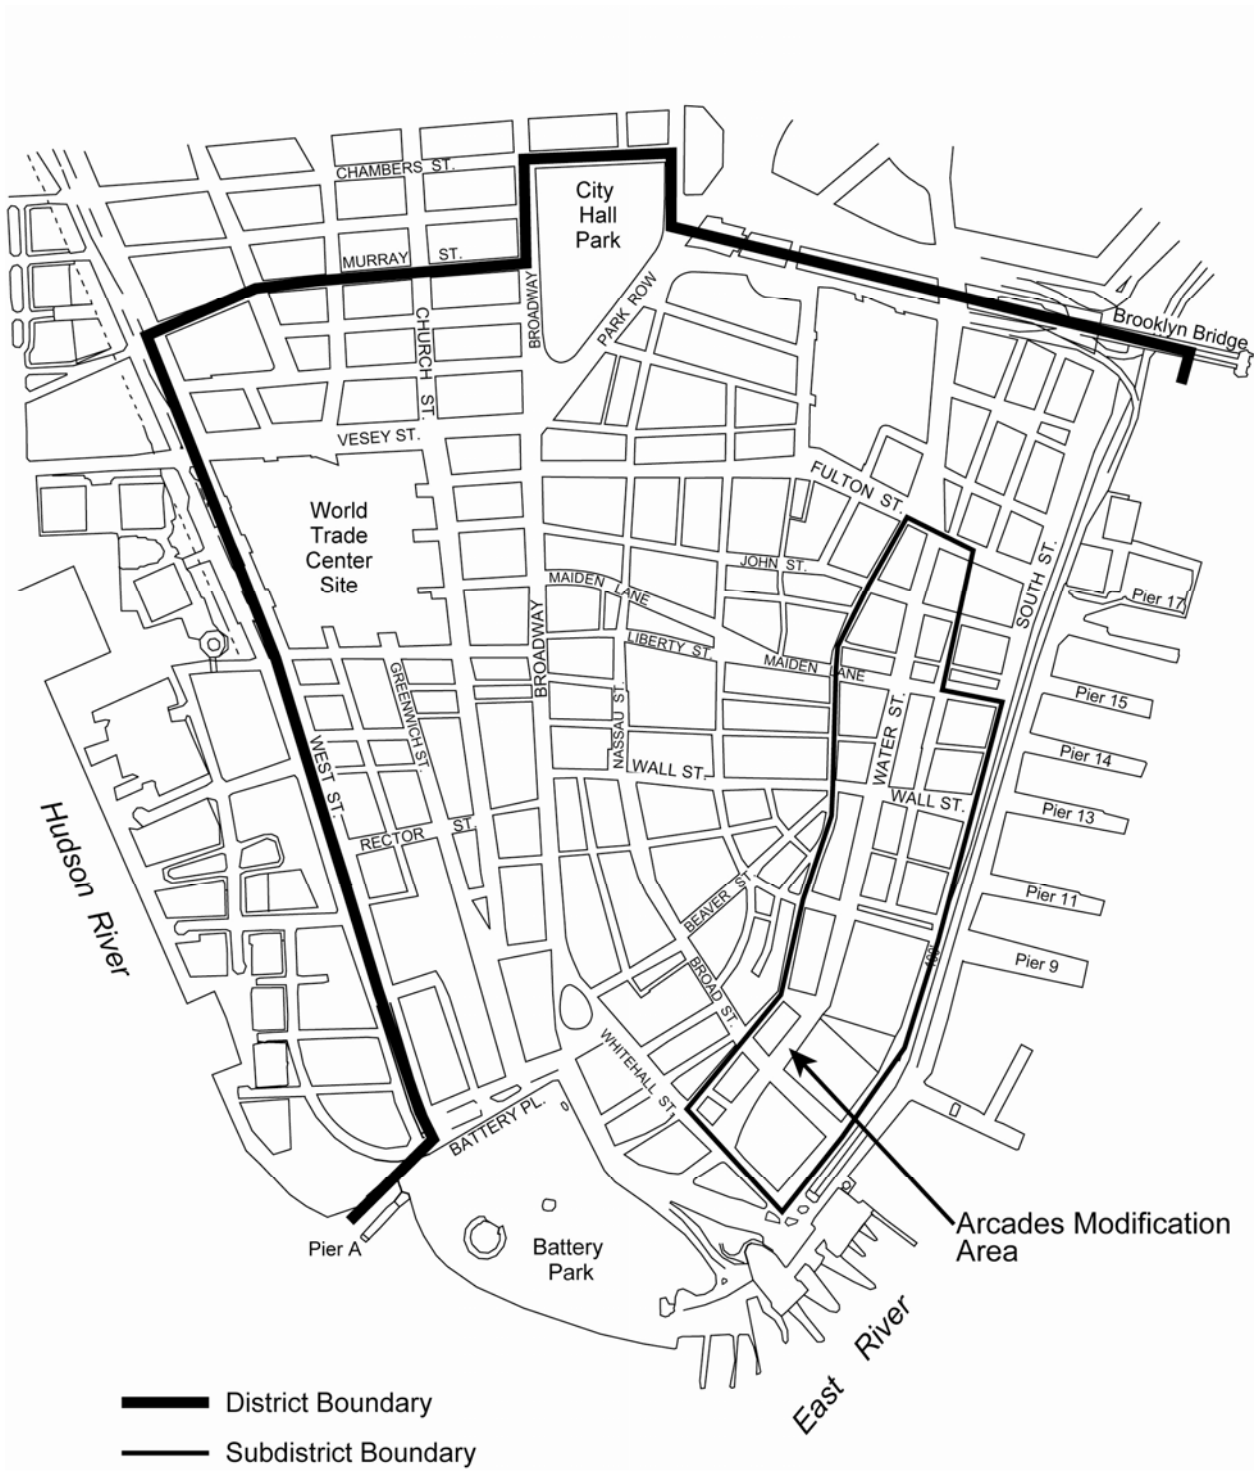 CHAMBERS ST.
City
Hall
Park
MURRAY ST.
BROADWAY
PARK ROW
CHURCH ST.
Brooklyn Bridge
VESEY ST.
FULTON ST.
World
Trade
Center
Site
JOHN ST.
MAIDEN LANE
SOUTH ST.
Pier 17
BROADWAY
LIBERTY ST.
MAIDEN LANE
GREENWICH ST.
NASSAU ST.
Pier 15
WATER ST.
WEST ST.
WALL ST.
Pier 14
WALL ST.
Pier 13
RECTOR ST
Hudson River
BEAVER ST
Pier 11
BROAD ST.
Pier 9
WHITEHALL ST.
BATTERY PL.
Pier A
Battery
Park
Arcades Modification
Area
East River
District Boundary
Subdistrict Boundary